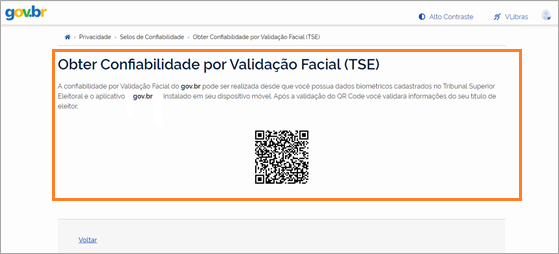 gov.br
Alto Contraste
VLibras
Privacidade > Selos de Confiabilidade > Obter Confiabilidade por Validação Facial (TSE)
Obter Confiabilidade por Validação Facial (TSE)
A confiabilidade por Validação Facial do gov.br pode ser realizada desde que você possua dados biométricos cadastrados no Tribunal Superior
Eleitoral e o aplicativo gov.br instalado em seu dispositivo móvel. Após a validação do QR Code você validará informações do seu título de
eleitor.
Voltar